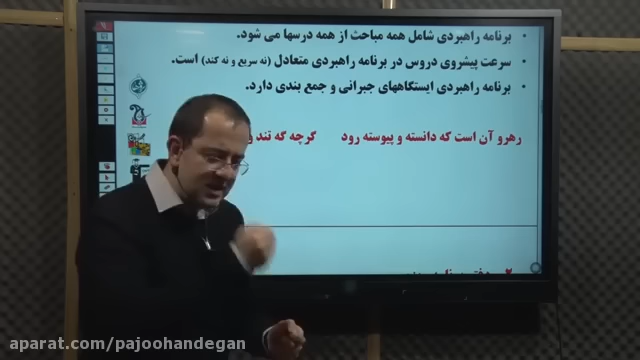 • برنامه راهبردی شامل همه مباحث از همه درسها می شود.
• سرعت پیشروی دروس در برنامه راهبردی متعادل (نه سریع و نه کند) است.
• برنامه راهبردی ایستگاههای جبرانی و جمع بندی دارد.
رهرو آن است که دانسته و پیوسته رود گرچه گه تند و
aparat.com/pajoohandegan